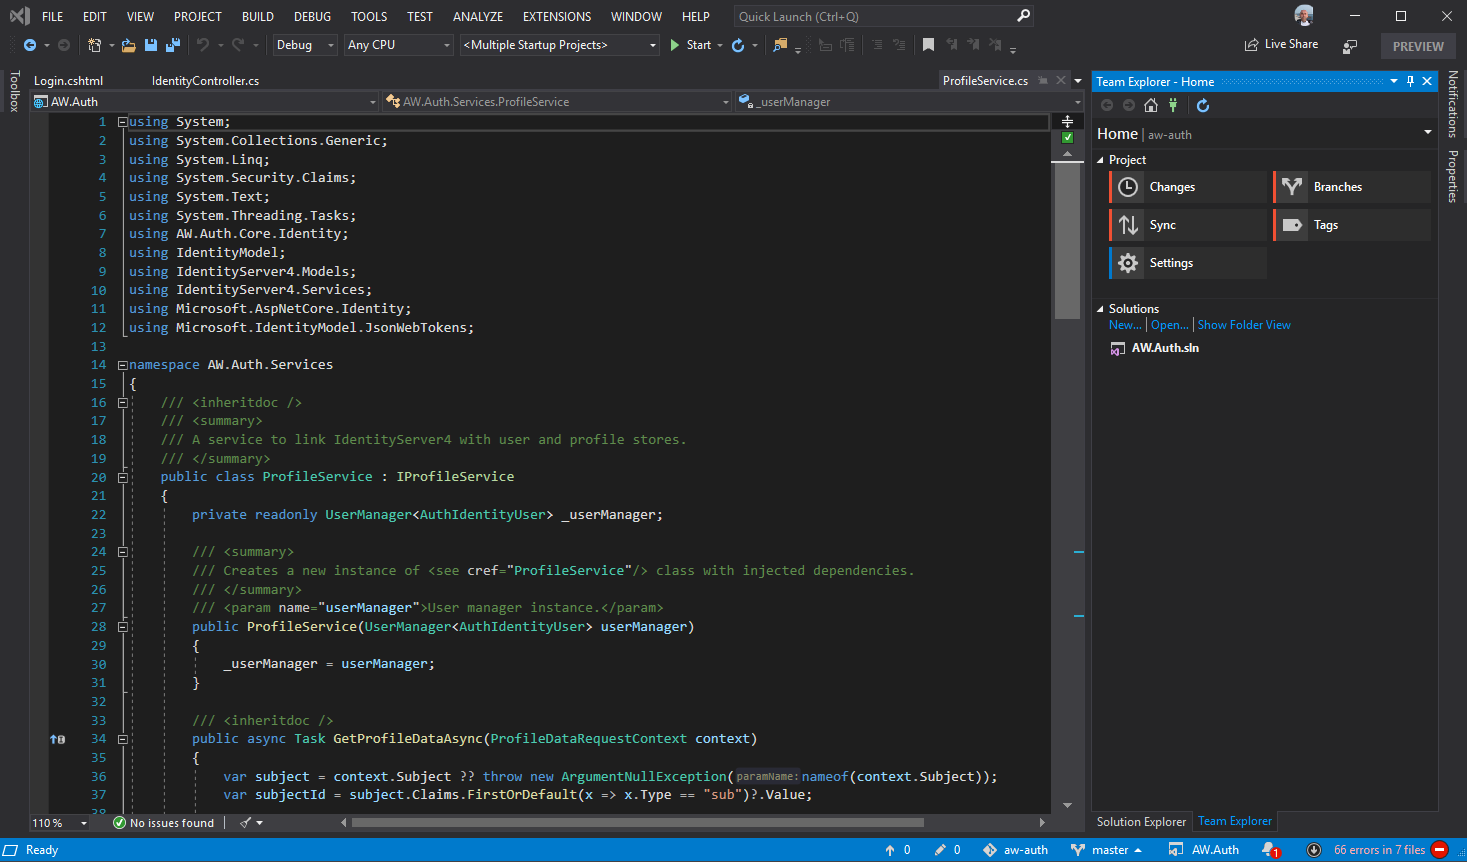 FILE EDIT VIEW PROJECT BUILD DEBUG TOOLS TEST ANALYZE EXTENSIONS WINDOW HELP Quick Launch (Ctrl+Q)
Debug Any CPU <Multiple Startup Projects> Start Live Share PREVIEW
Toolbox
Login.cshtml IdentityController.cs ProfileService.cs
AW.Auth AW.Auth.Services.ProfileService _userManager
1 using System;
2 using System.Collections.Generic;
3 using System.Linq;
4 using System.Security.Claims;
5 using System.Text;
6 using System.Threading.Tasks;
7 using AW.Auth.Core.Identity;
8 using IdentityModel;
9 using IdentityServer4.Models;
10 using IdentityServer4.Services;
11 using Microsoft.AspNetCore.Identity;
12 using Microsoft.IdentityModel.JsonWebTokens;
13
14 namespace AW.Auth.Services
15 {
16 /// <inheritdoc />
17 /// <summary>
18 /// A service to link IdentityServer4 with user and profile stores.
19 /// </summary>
20 public class ProfileService : IProfileService
21 {
22 private readonly UserManager<AuthIdentityUser> _userManager;
23
24 /// <summary>
25 /// Creates a new instance of <see cref="ProfileService"/> class with injected dependencies.
26 /// </summary>
27 /// <param name="userManager">User manager instance.</param>
28 public ProfileService(UserManager<AuthIdentityUser> userManager)
29 {
30 _userManager = userManager;
31 }
32
33 /// <inheritdoc />
34 public async Task GetProfileDataAsync(ProfileDataRequestContext context)
35 {
36 var subject = context.Subject ?? throw new ArgumentNullException(paramName:nameof(context.Subject));
37 var subjectId = subject.Claims.FirstOrDefault(x => x.Type == "sub")?.Value;
38
110 % No issues found
Team Explorer - Home
Home | aw-auth
Project
Changes Branches
Sync Tags
Settings
Solutions
New... | Open... | Show Folder View
AW.Auth.sln
Solution Explorer Team Explorer
Notifications
Properties
Ready 0 0 aw-auth master AW.Auth 1 66 errors in 7 files